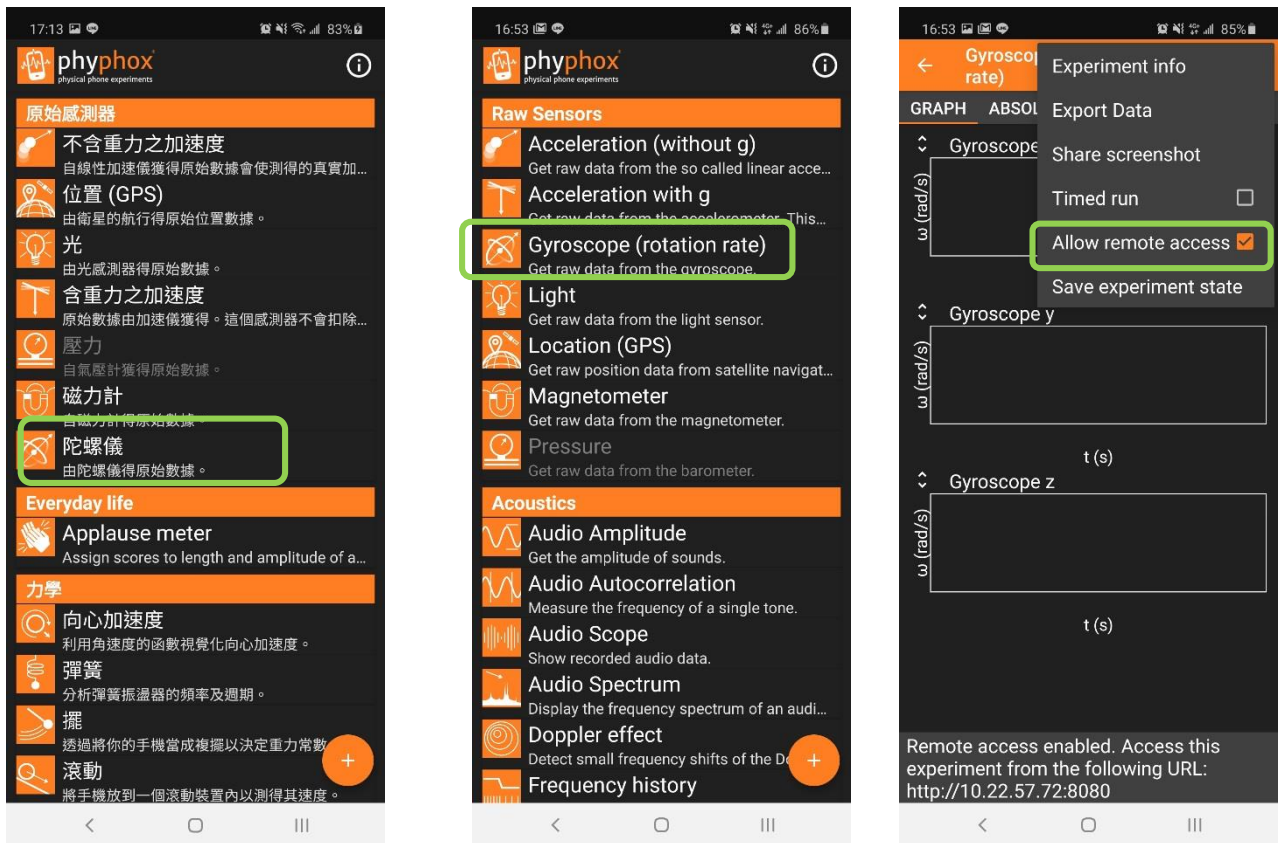 17:13
83%
phyphox
physical phone experiments
原始感測器
不含重力之加速度
自線性加速儀獲得原始數據會使測得的真實加...
位置 (GPS)
由衛星的航行得原始位置數據。
光
由光感測器得原始數據。
含重力之加速度
原始數據由加速儀獲得。這個感測器不會扣除...
壓力
自氣壓計獲得原始數據。
磁力計
自磁力計得原始數據。
陀螺儀
由陀螺儀得原始數據。
Everyday life
Applause meter
Assign scores to length and amplitude of a...
力學
向心加速度
利用角速度的函數視覺化向心加速度。
彈簧
分析彈簧振盪器的頻率及週期。
擺
透過將你的手機當成複擺以決定重力常數
滾動
將手機放到一個滾動裝置內以測得其速度。
+
16:53
86%
phyphox
physical phone experiments
Raw Sensors
Acceleration (without g)
Get raw data from the so called linear acce...
Acceleration with g
Get raw data from the accelerometer. This...
Gyroscope (rotation rate)
Get raw data from the gyroscope.
Light
Get raw data from the light sensor.
Location (GPS)
Get raw position data from satellite navigat...
Magnetometer
Get raw data from the magnetometer.
Pressure
Get raw data from the barometer.
Acoustics
Audio Amplitude
Get the amplitude of sounds.
Audio Autocorrelation
Measure the frequency of a single tone.
Audio Scope
Show recorded audio data.
Audio Spectrum
Display the frequency spectrum of an audi...
Doppler effect
Detect small frequency shifts of the Do
+
Frequency history
16:53
85%
Gyroscop
rate)
Experiment info
GRAPH ABSOL
Export Data
Gyroscope
Share screenshot
ω (rad/s)
Timed run
Allow remote access
Save experiment state
Gyroscope y
ω (rad/s)
t (s)
Gyroscope z
ω (rad/s)
t (s)
Remote access enabled. Access this
experiment from the following URL:
http://10.22.57.72:8080